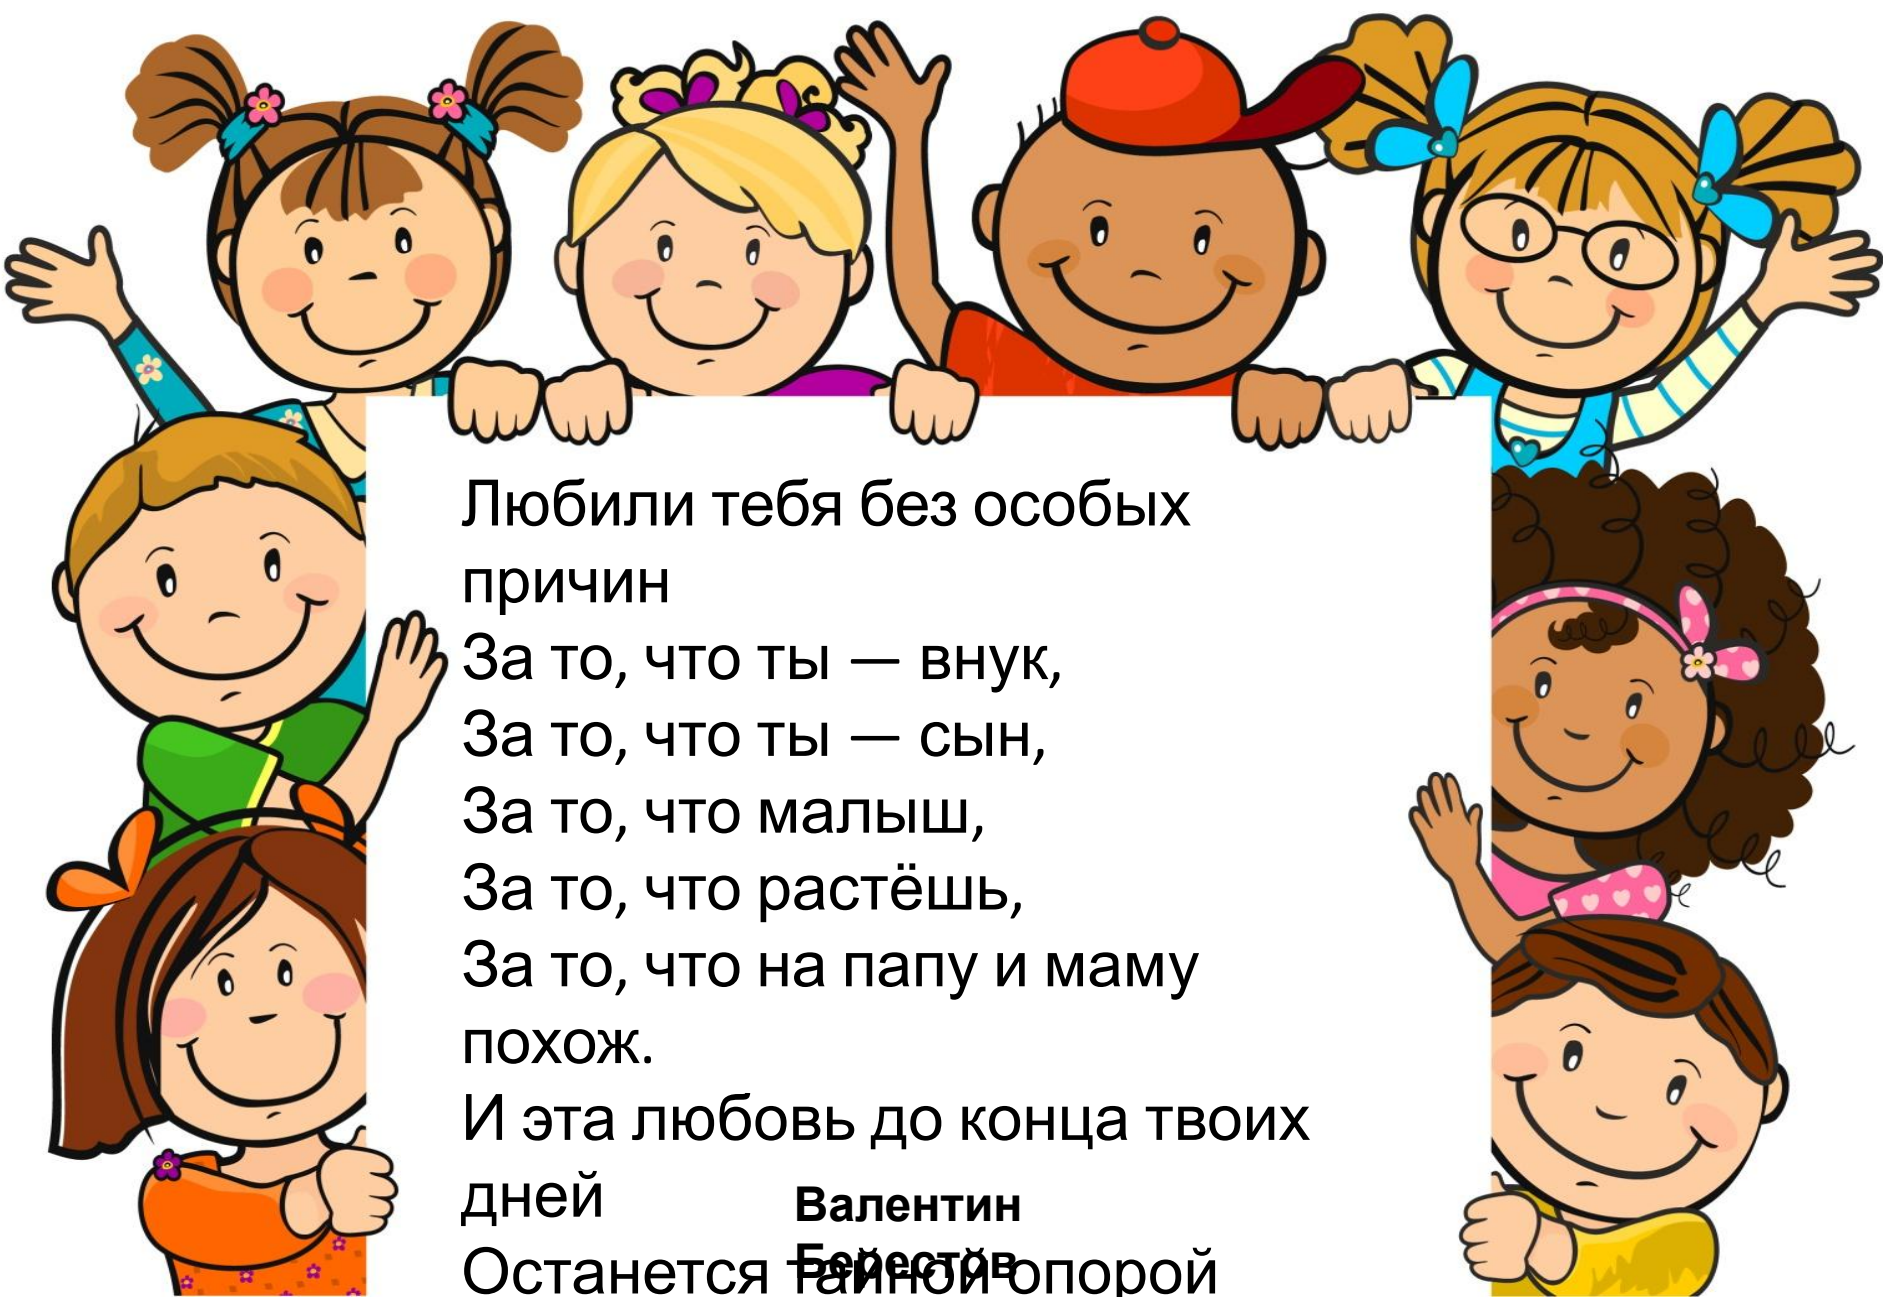 Любили тебя без особых
причин
За то, что ты — внук,
За то, что ты — сын,
За то, что малыш,
За то, что растёшь,
За то, что на папу и маму
похож.
И эта любовь до конца твоих
дней
Останется тайной опорой
Валентин
Берестов